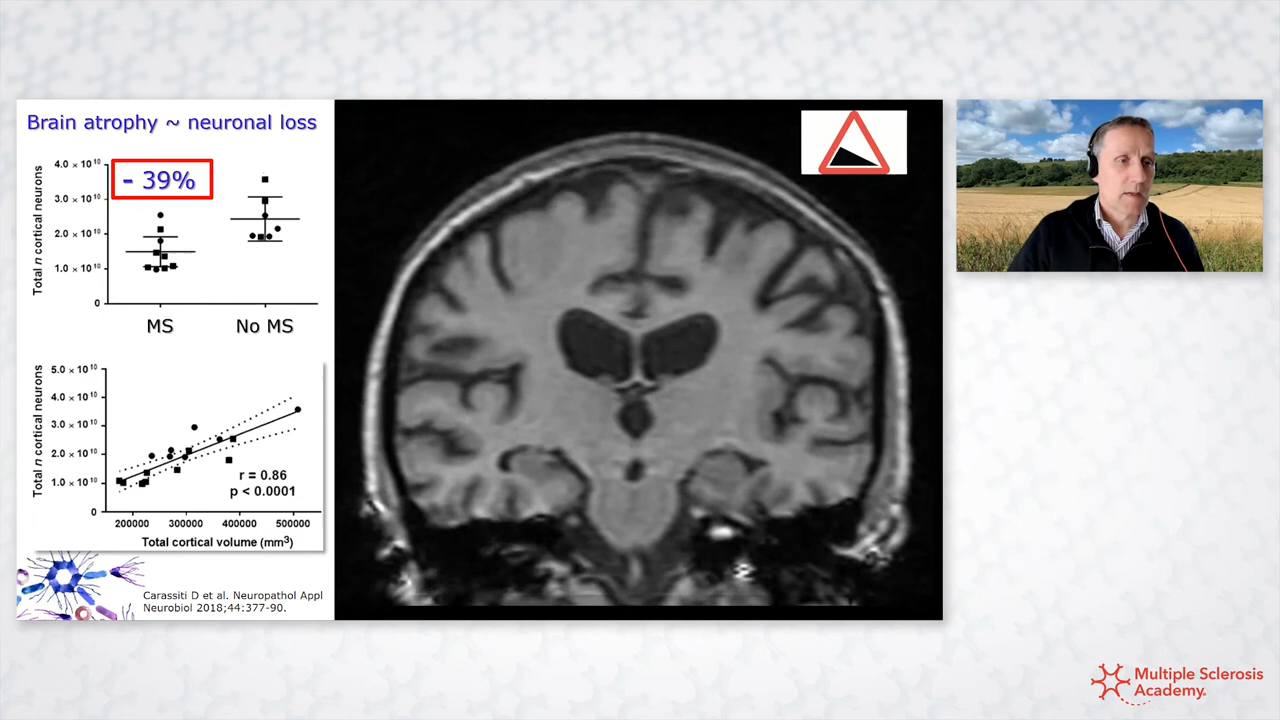 Brain atrophy ~ neuronal loss
Total n cortical neurons
4.0 × 10¹⁰
3.0 × 10¹⁰
2.0 × 10¹⁰
1.0 × 10¹⁰
0
- 39%
MS No MS
Total n cortical neurons
5.0 × 10¹⁰
4.0 × 10¹⁰
3.0 × 10¹⁰
2.0 × 10¹⁰
1.0 × 10¹⁰
0
r = 0.86
p < 0.0001
200000 300000 400000 500000
Total cortical volume (mm³)
Carassiti D et al. Neuropathol Appl
Neurobiol 2018;44:377-90.
Multiple Sclerosis
Academy.